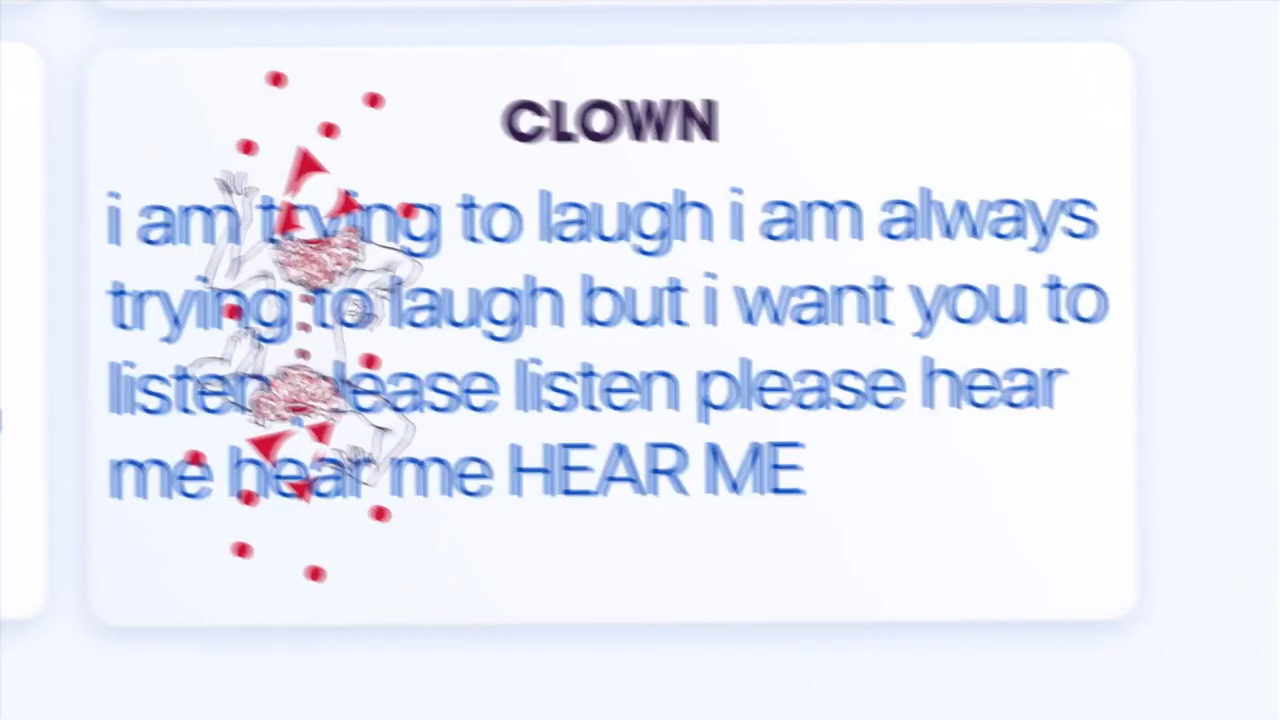 CLOWN
i am trying to laugh i am always
trying to laugh but i want you to
listen please listen please hear
me hear me HEAR ME